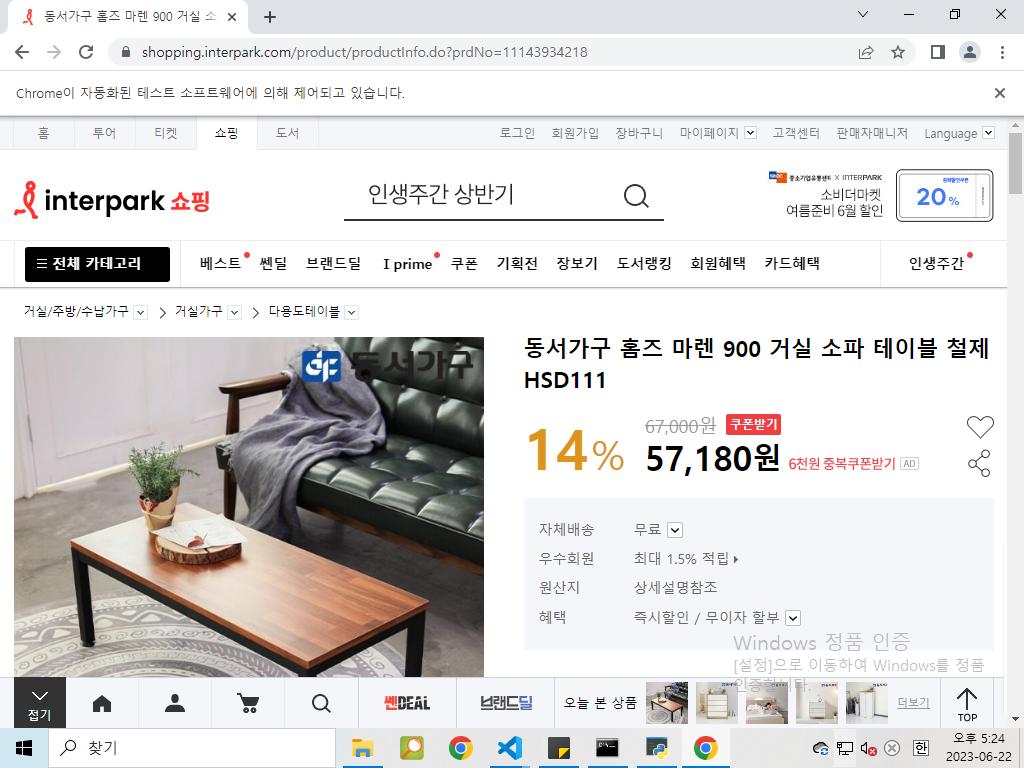 동서가구 홈즈 마렌 900 거실 소
shopping.interpark.com/product/productInfo.do?prdNo=11143934218
Chrome이 자동화된 테스트 소프트웨어에 의해 제어되고 있습니다.
홈 투어 티켓 쇼핑 도서 로그인 회원가입 장바구니 마이페이지 고객센터 판매자매니저 Language
interpark 쇼핑
인생주간 상반기
중소기업유통센터 X INTERPARK
소비더마켓
여름준비 6월 할인
중복할인쿠폰
20%
전체 카테고리 베스트 쎈딜 브랜드딜 I prime 쿠폰 기획전 장보기 도서랭킹 회원혜택 카드혜택 인생주간
거실/주방/수납가구 > 거실가구 > 다용도테이블
동서가구
동서가구 홈즈 마렌 900 거실 소파 테이블 철제
HSD111
14% 67,000원 쿠폰받기
57,180원 6천원 중복쿠폰받기 AD
자체배송 무료
우수회원 최대 1.5% 적립
원산지 상세설명참조
혜택 즉시할인 / 무이자 할부
Windows 정품 인증
[설정]으로 이동하여 Windows를 정품
인증합니다.
접기 쎈DEAL 브랜드딜 오늘 본 상품 더보기 TOP
찾기
한
오후 5:24
2023-06-22